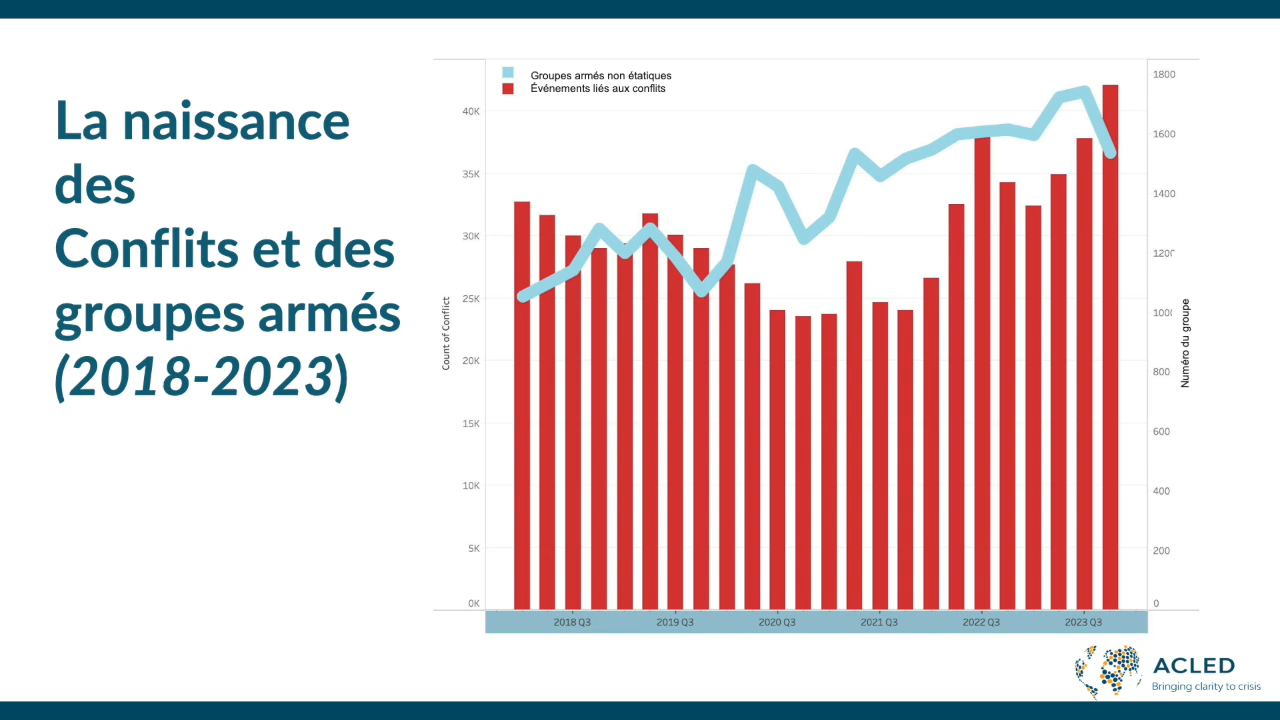 La naissance
des
Conflits et des
groupes armés
(2018-2023)
Groupes armés non étatiques
Événements liés aux conflits
Count of Conflict
40K
35K
30K
25K
20K
15K
10K
5K
0K
1800
1600
1400
1200
1000
800
600
400
200
0
Numéro du groupe
2018 Q3
2019 Q3
2020 Q3
2021 Q3
2022 Q3
2023 Q3
ACLED
Bringing clarity to crisis